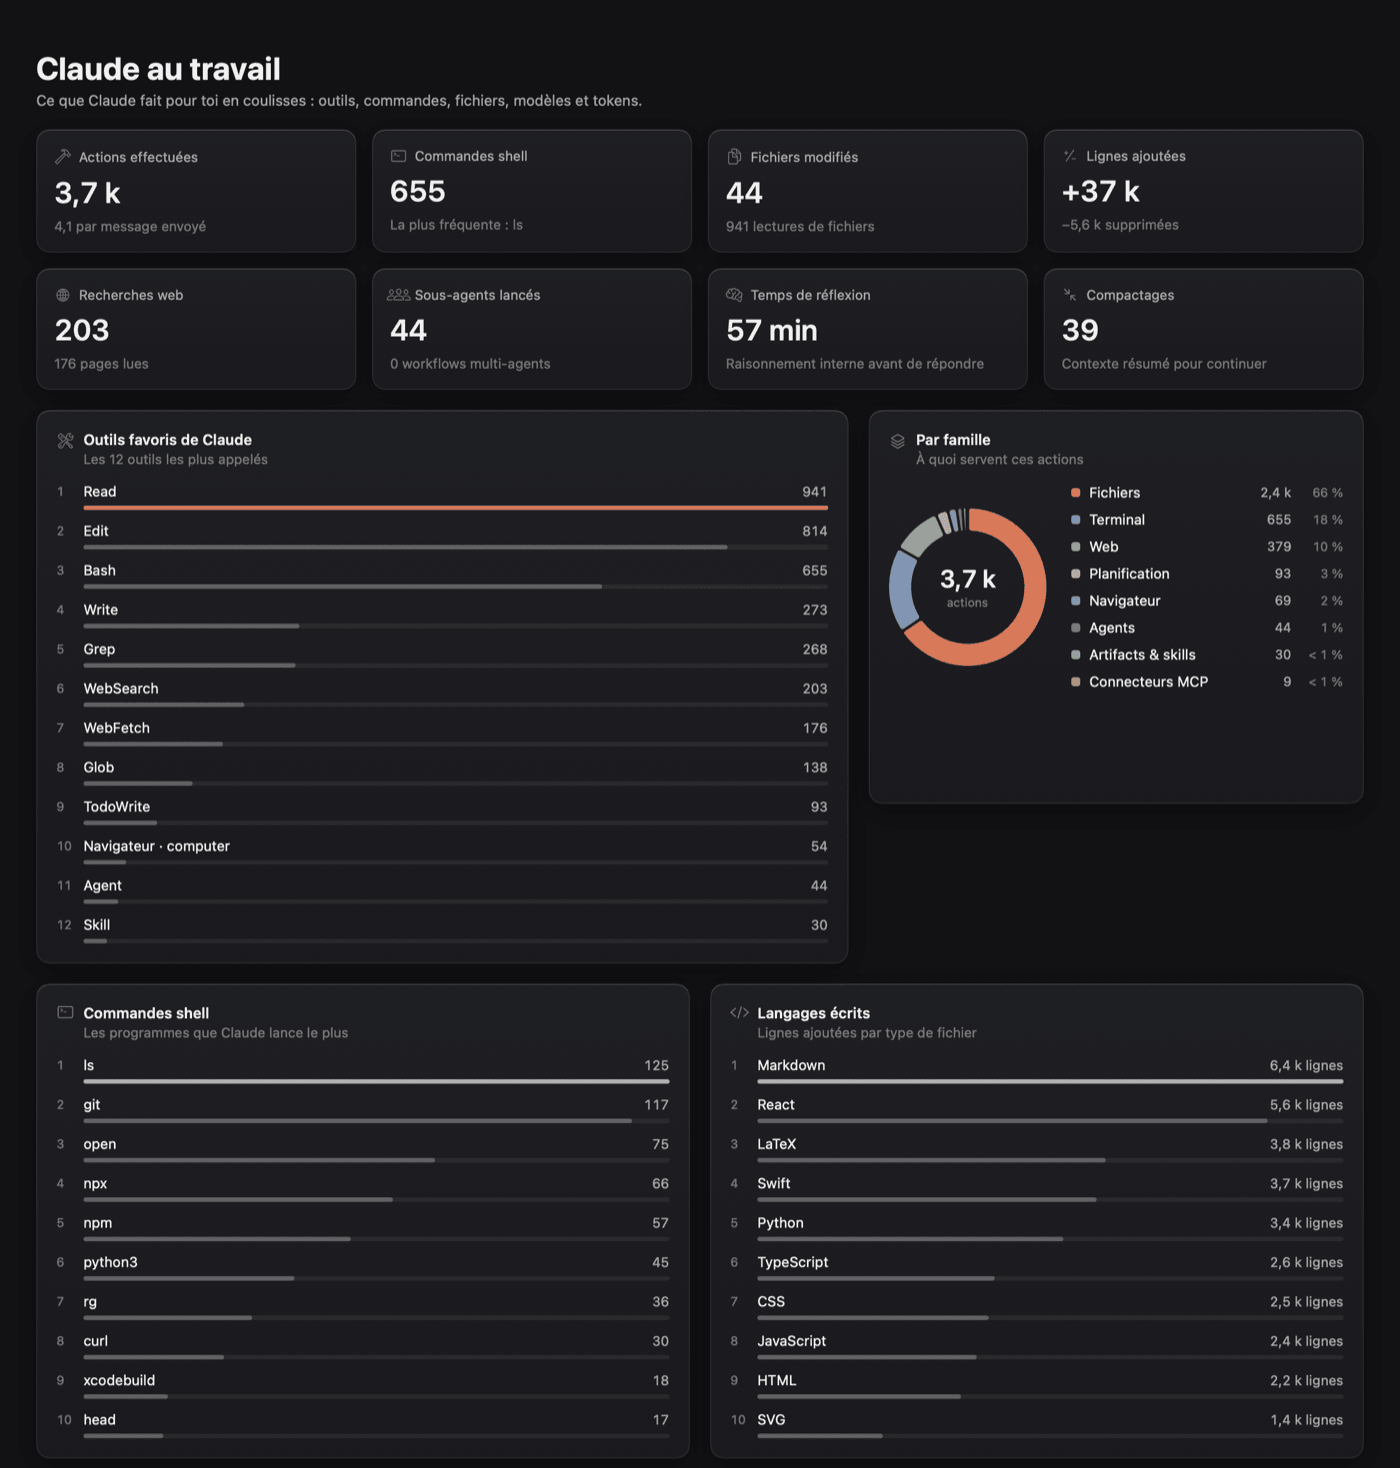 Claude au travail
Ce que Claude fait pour toi en coulisses : outils, commandes, fichiers, modèles et tokens.
Actions effectuées
3,7 k
4,1 par message envoyé
Commandes shell
655
La plus fréquente : ls
Fichiers modifiés
44
941 lectures de fichiers
Lignes ajoutées
+37 k
−5,6 k supprimées
Recherches web
203
176 pages lues
Sous-agents lancés
44
0 workflows multi-agents
Temps de réflexion
57 min
Raisonnement interne avant de répondre
Compactages
39
Contexte résumé pour continuer
Outils favoris de Claude
Les 12 outils les plus appelés
1 Read 941
2 Edit 814
3 Bash 655
4 Write 273
5 Grep 268
6 WebSearch 203
7 WebFetch 176
8 Glob 138
9 TodoWrite 93
10 Navigateur · computer 54
11 Agent 44
12 Skill 30
Par famille
À quoi servent ces actions
3,7 k
actions
Fichiers 2,4 k 66 %
Terminal 655 18 %
Web 379 10 %
Planification 93 3 %
Navigateur 69 2 %
Agents 44 1 %
Artifacts & skills 30 < 1 %
Connecteurs MCP 9 < 1 %
Commandes shell
Les programmes que Claude lance le plus
1 ls 125
2 git 117
3 open 75
4 npx 66
5 npm 57
6 python3 45
7 rg 36
8 curl 30
9 xcodebuild 18
10 head 17
Langages écrits
Lignes ajoutées par type de fichier
1 Markdown 6,4 k lignes
2 React 5,6 k lignes
3 LaTeX 3,8 k lignes
4 Swift 3,7 k lignes
5 Python 3,4 k lignes
6 TypeScript 2,6 k lignes
7 CSS 2,5 k lignes
8 JavaScript 2,4 k lignes
9 HTML 2,2 k lignes
10 SVG 1,4 k lignes